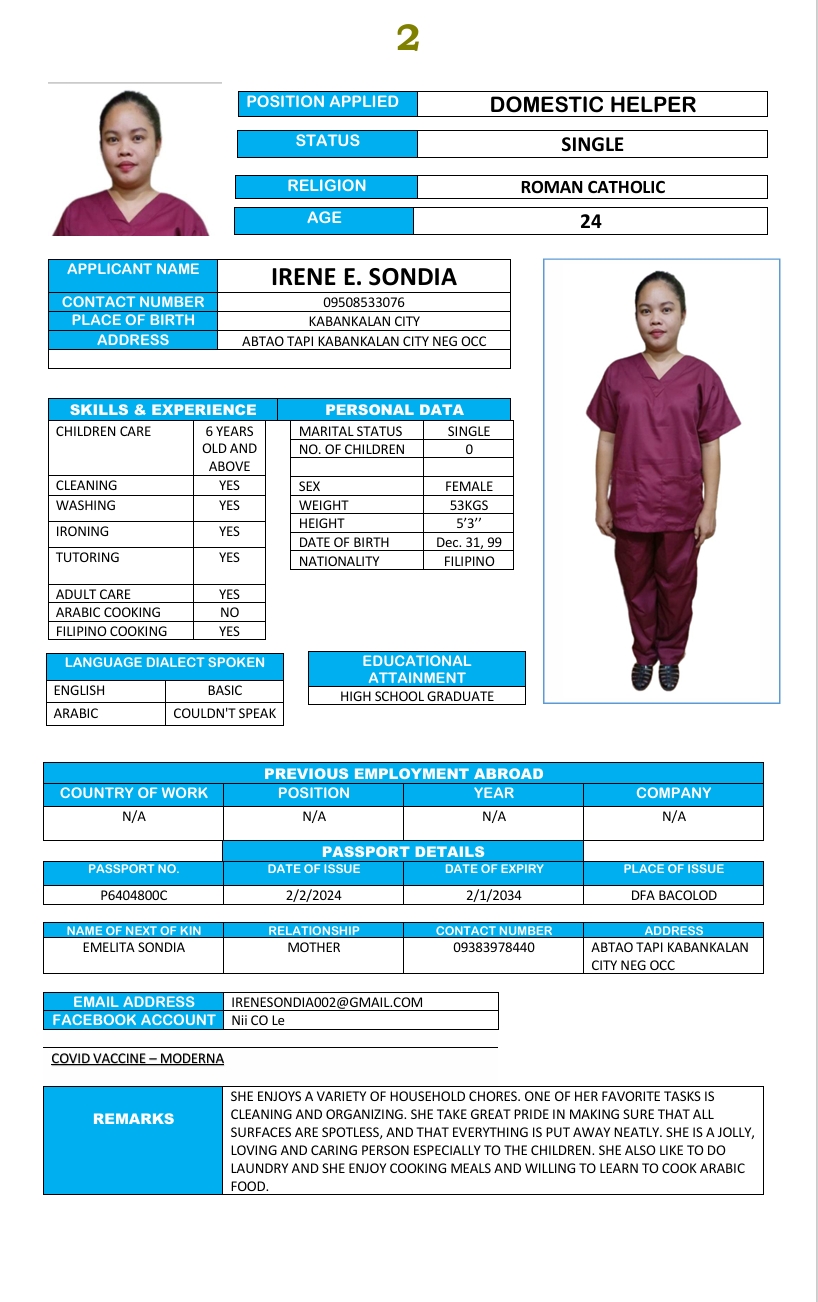 2
POSITION APPLIED DOMESTIC HELPER
STATUS SINGLE
RELIGION ROMAN CATHOLIC
AGE 24
APPLICANT NAME IRENE E. SONDIA
CONTACT NUMBER 09508533076
PLACE OF BIRTH KABANKALAN CITY
ADDRESS ABTAO TAPI KABANKALAN CITY NEG OCC
SKILLS & EXPERIENCE PERSONAL DATA
CHILDREN CARE 6 YEARS
OLD AND
ABOVE
CLEANING YES
WASHING YES
IRONING YES
TUTORING YES
ADULT CARE YES
ARABIC COOKING NO
FILIPINO COOKING YES
MARITAL STATUS SINGLE
NO. OF CHILDREN 0
SEX FEMALE
WEIGHT 53KGS
HEIGHT 5’3’’
DATE OF BIRTH Dec. 31, 99
NATIONALITY FILIPINO
LANGUAGE DIALECT SPOKEN
ENGLISH BASIC
ARABIC COULDN'T SPEAK
EDUCATIONAL
ATTAINMENT
HIGH SCHOOL GRADUATE
PREVIOUS EMPLOYMENT ABROAD
COUNTRY OF WORK POSITION YEAR COMPANY
N/A N/A N/A N/A
PASSPORT DETAILS
PASSPORT NO. DATE OF ISSUE DATE OF EXPIRY PLACE OF ISSUE
P6404800C 2/2/2024 2/1/2034 DFA BACOLOD
NAME OF NEXT OF KIN RELATIONSHIP CONTACT NUMBER ADDRESS
EMELITA SONDIA MOTHER 09383978440 ABTAO TAPI KABANKALAN
CITY NEG OCC
EMAIL ADDRESS IRENESONDIA002@GMAIL.COM
FACEBOOK ACCOUNT Nii CO Le
COVID VACCINE – MODERNA
REMARKS
SHE ENJOYS A VARIETY OF HOUSEHOLD CHORES. ONE OF HER FAVORITE TASKS IS
CLEANING AND ORGANIZING. SHE TAKE GREAT PRIDE IN MAKING SURE THAT ALL
SURFACES ARE SPOTLESS, AND THAT EVERYTHING IS PUT AWAY NEATLY. SHE IS A JOLLY,
LOVING AND CARING PERSON ESPECIALLY TO THE CHILDREN. SHE ALSO LIKE TO DO
LAUNDRY AND SHE ENJOY COOKING MEALS AND WILLING TO LEARN TO COOK ARABIC
FOOD.